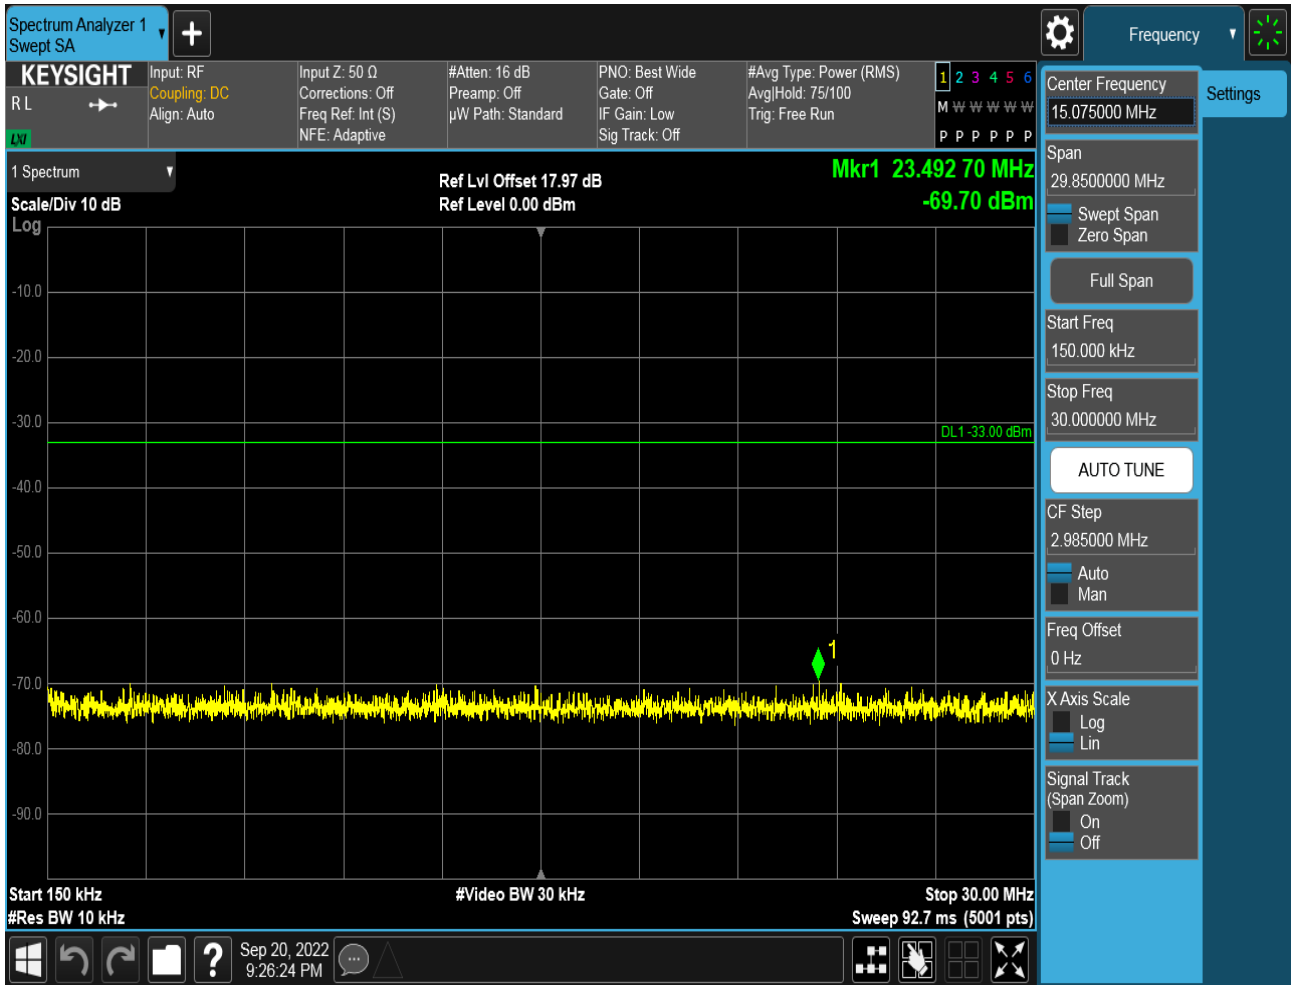 Spectrum Analyzer 1
Swept SA
Frequency
KEYSIGHT
R L
LXI
Input: RF
Coupling: DC
Align: Auto
Input Z: 50 Ω
Corrections: Off
Freq Ref: Int (S)
NFE: Adaptive
#Atten: 16 dB
Preamp: Off
µW Path: Standard
PNO: Best Wide
Gate: Off
IF Gain: Low
Sig Track: Off
#Avg Type: Power (RMS)
Avg|Hold: 75/100
Trig: Free Run
1 2 3 4 5 6
M W W W W W
P P P P P P
1 Spectrum
Scale/Div 10 dB
Log
Ref Lvl Offset 17.97 dB
Ref Level 0.00 dBm
Mkr1 23.492 70 MHz
-69.70 dBm
-10.0
-20.0
-30.0
DL1 -33.00 dBm
-40.0
-50.0
-60.0
1
-70.0
-80.0
-90.0
Start 150 kHz
#Res BW 10 kHz
#Video BW 30 kHz
Stop 30.00 MHz
Sweep 92.7 ms (5001 pts)
Center Frequency
15.075000 MHz
Settings
Span
29.8500000 MHz
Swept Span
Zero Span
Full Span
Start Freq
150.000 kHz
Stop Freq
30.000000 MHz
AUTO TUNE
CF Step
2.985000 MHz
Auto
Man
Freq Offset
0 Hz
X Axis Scale
Log
Lin
Signal Track
(Span Zoom)
On
Off
?
Sep 20, 2022
9:26:24 PM